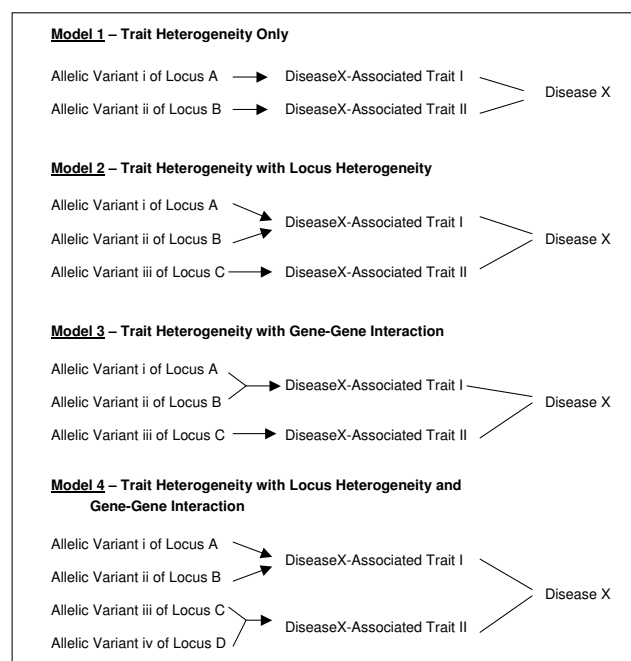 Model 1 – Trait Heterogeneity Only
Allelic Variant i of Locus A DiseaseX-Associated Trait I
Disease X
Allelic Variant ii of Locus B DiseaseX-Associated Trait II
Model 2 – Trait Heterogeneity with Locus Heterogeneity
Allelic Variant i of Locus A
DiseaseX-Associated Trait I
Allelic Variant ii of Locus B Disease X
Allelic Variant iii of Locus C DiseaseX-Associated Trait II
Model 3 – Trait Heterogeneity with Gene-Gene Interaction
Allelic Variant i of Locus A
DiseaseX-Associated Trait I
Allelic Variant ii of Locus B Disease X
Allelic Variant iii of Locus C DiseaseX-Associated Trait II
Model 4 – Trait Heterogeneity with Locus Heterogeneity and
Gene-Gene Interaction
Allelic Variant i of Locus A
DiseaseX-Associated Trait I
Allelic Variant ii of Locus B
Disease X
Allelic Variant iii of Locus C
DiseaseX-Associated Trait II
Allelic Variant iv of Locus D